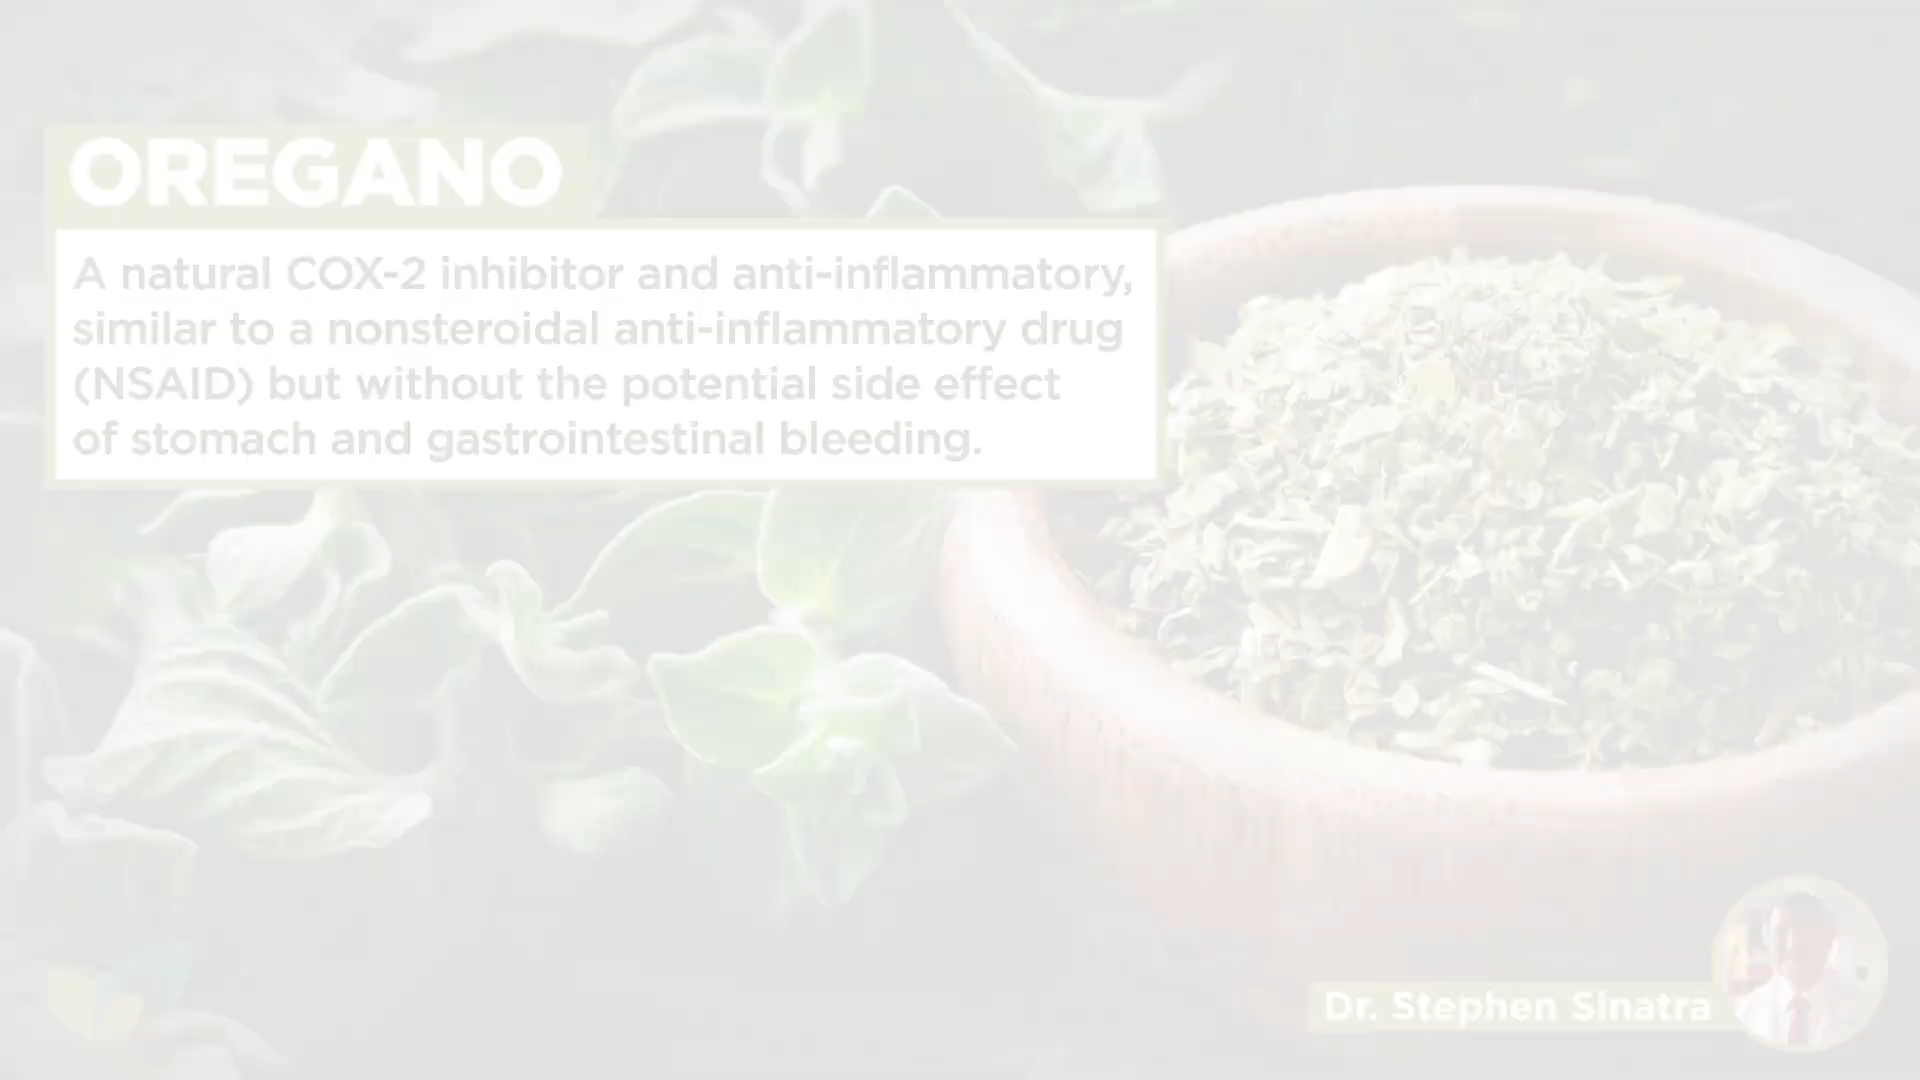 OREGANO
A natural COX-2 inhibitor and anti-inflammatory,
similar to a nonsteroidal anti-inflammatory drug
(NSAID) but without the potential side effect
of stomach and gastrointestinal bleeding.
Dr. Stephen Sinatra